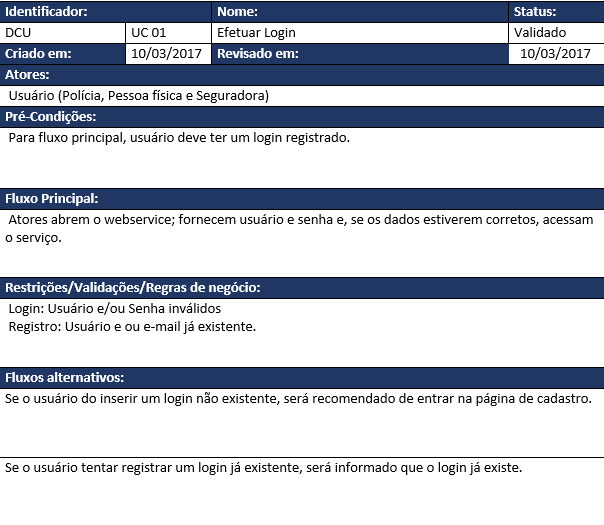 Identificador: Nome: Status:
DCU UC 01 Efetuar Login Validado
Criado em: 10/03/2017 Revisado em: 10/03/2017
Atores:
Usuário (Polícia, Pessoa física e Seguradora)
Pré-Condições:
Para fluxo principal, usuário deve ter um login registrado.
Fluxo Principal:
Atores abrem o webservice; fornecem usuário e senha e, se os dados estiverem corretos, acessam
o serviço.
Restrições/Validações/Regras de negócio:
Login: Usuário e/ou Senha inválidos
Registro: Usuário e ou e-mail já existente.
Fluxos alternativos:
Se o usuário do inserir um login não existente, será recomendado de entrar na página de cadastro.
Se o usuário tentar registrar um login já existente, será informado que o login já existe.